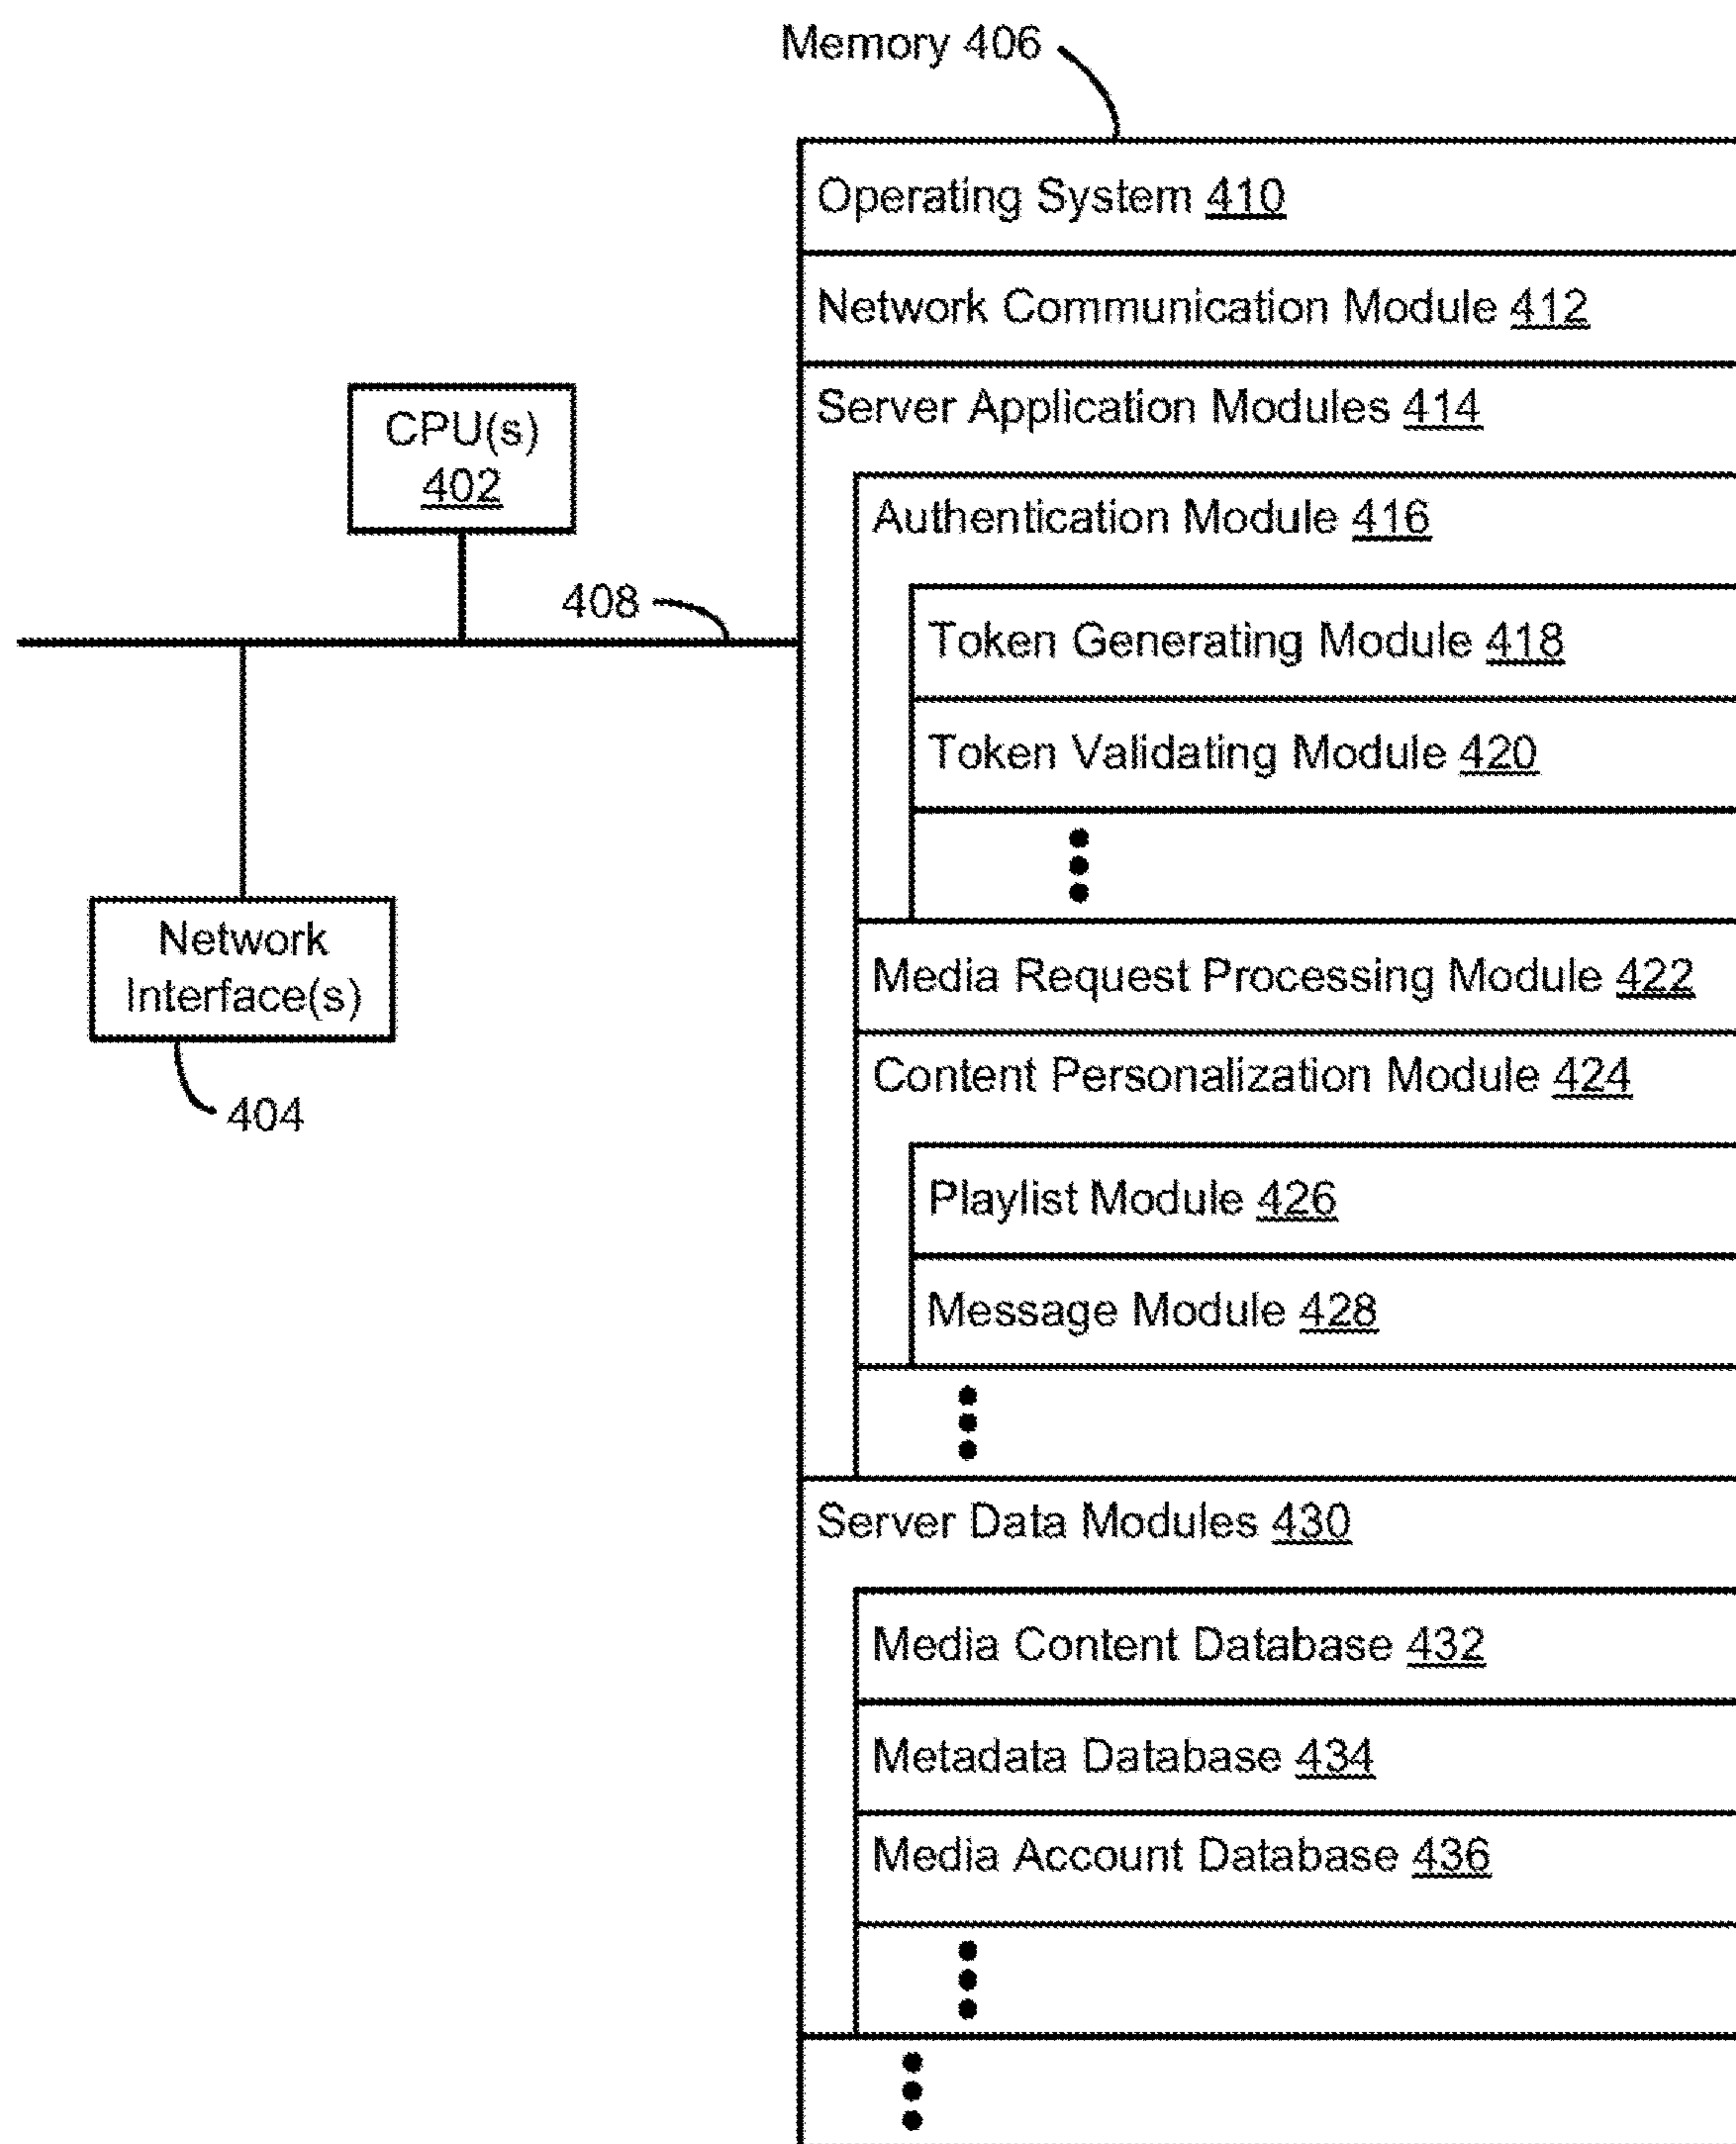 Memory 406
Operating System 410
Network Communication Module 412
Server Application Modules 414
CPU(s)
402
Authentication Module 416
408
Token Generating Module 418
Token Validating Module 420
Network
Interface(s)
404
Media Request Processing Module 422
Content Personalization Module 424
Playlist Module 426
Message Module 428
Server Data Modules 430
Media Content Database 432
Metadata Database 434
Media Account Database 436